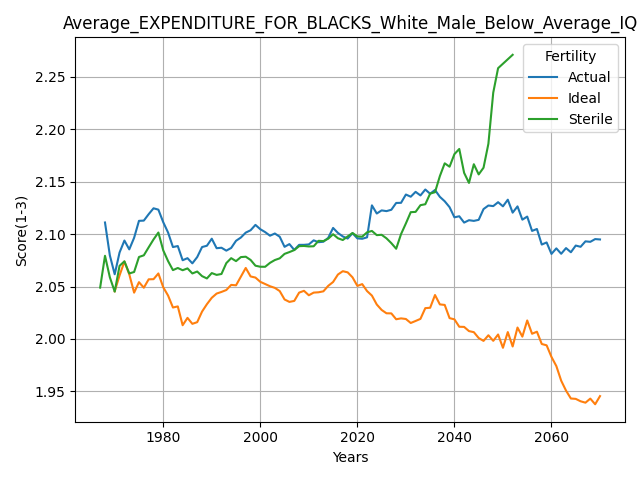 Average_EXPENDITURE_FOR_BLACKS_White_Male_Below_Average_IQ
Fertility
Actual
Ideal
Sterile
2.25
2.20
2.15
2.10
2.05
2.00
1.95
Score(1-3)
1980 2000 2020 2040 2060
Years